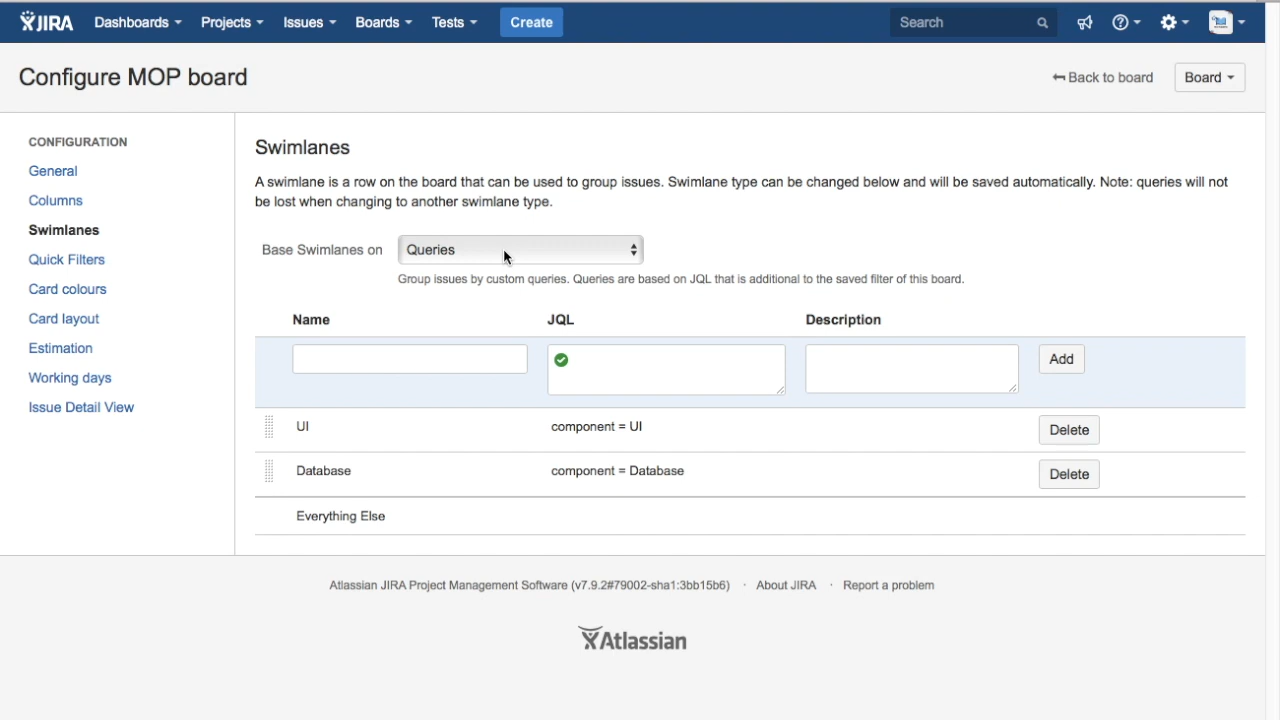 JIRA Dashboards Projects Issues Boards Tests Create Search
Configure MOP board
Back to board Board
CONFIGURATION
General
Columns
Swimlanes
Quick Filters
Card colours
Card layout
Estimation
Working days
Issue Detail View
Swimlanes
A swimlane is a row on the board that can be used to group issues. Swimlane type can be changed below and will be saved automatically. Note: queries will not
be lost when changing to another swimlane type.
Base Swimlanes on Queries
Group issues by custom queries. Queries are based on JQL that is additional to the saved filter of this board.
Name JQL Description
Add
UI component = UI Delete
Database component = Database Delete
Everything Else
Atlassian JIRA Project Management Software (v7.9.2#79002-sha1:3bb15b6) · About JIRA · Report a problem
Atlassian